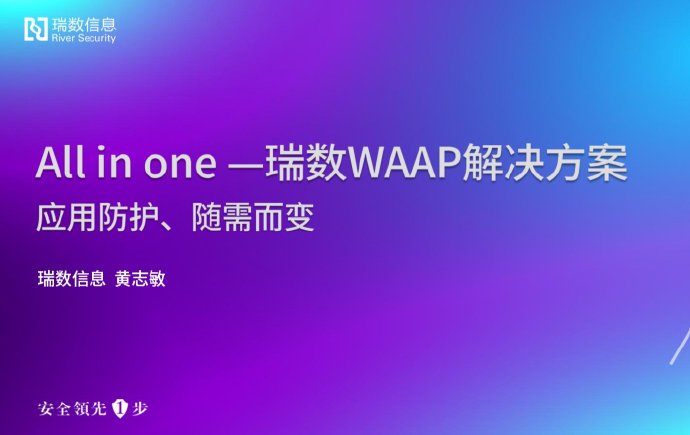 瑞数信息
River Security
All in one —瑞数WAAP解决方案
应用防护、随需而变
瑞数信息 黄志敏
安全領先1步